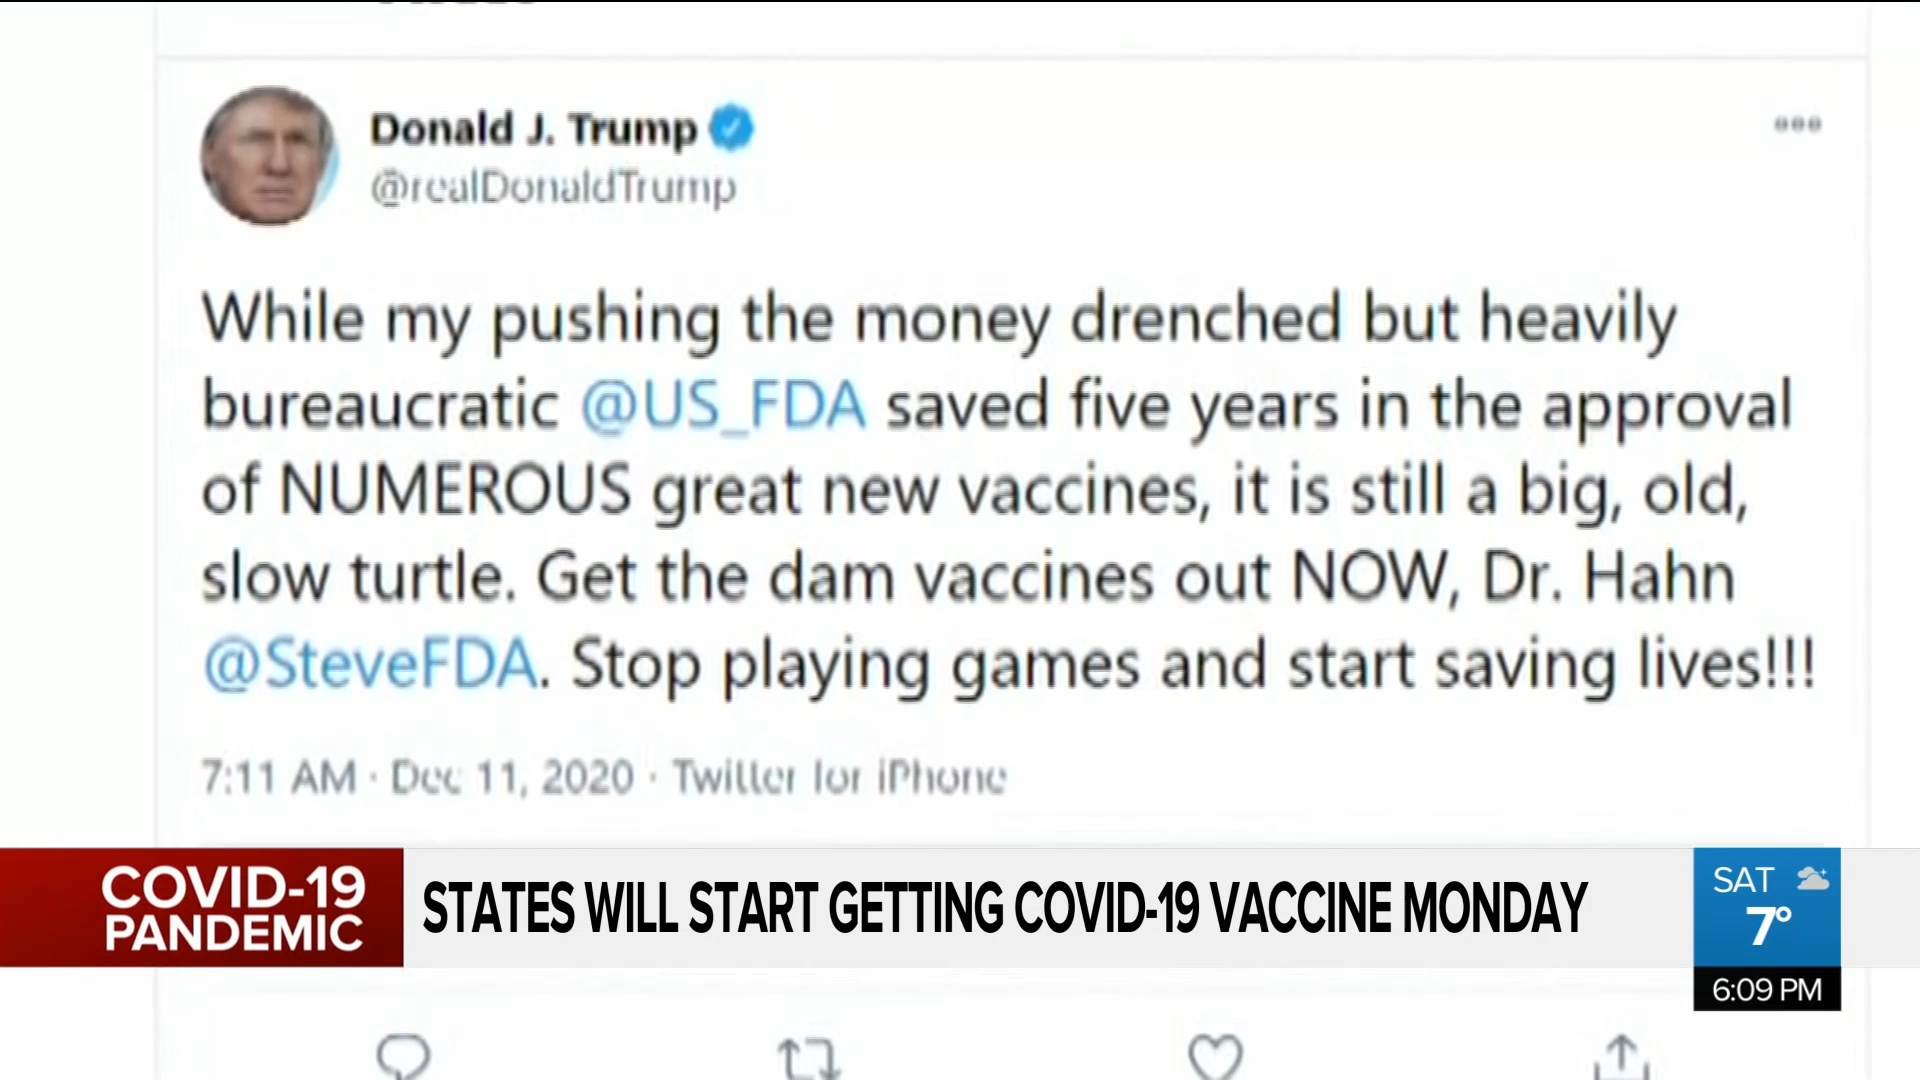 Donald J. Trump
@realDonaldTrump
While my pushing the money drenched but heavily
bureaucratic @US_FDA saved five years in the approval
of NUMEROUS great new vaccines, it is still a big, old,
slow turtle. Get the dam vaccines out NOW, Dr. Hahn
@SteveFDA. Stop playing games and start saving lives!!!
7:11 AM · Dec 11, 2020 · Twitter for iPhone
COVID-19
PANDEMIC
STATES WILL START GETTING COVID-19 VACCINE MONDAY
SAT
7°
6:09 PM